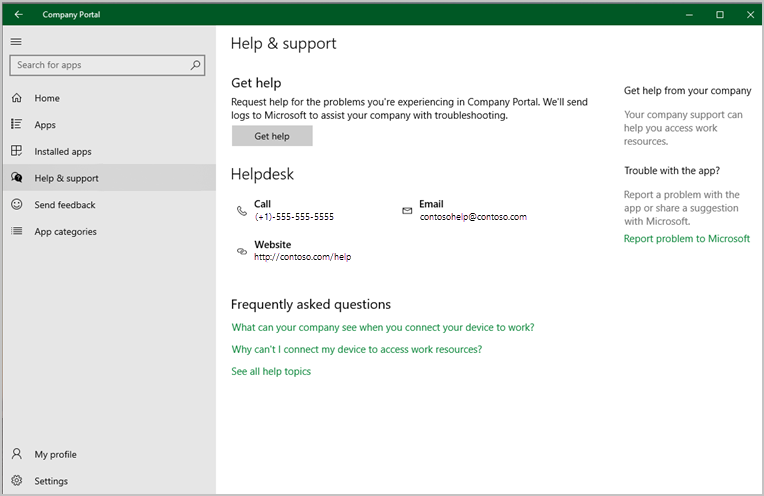 Company Portal
Search for apps
Home
Apps
Installed apps
Help & support
Send feedback
App categories
My profile
Settings
Help & support
Get help
Request help for the problems you're experiencing in Company Portal. We'll send
logs to Microsoft to assist your company with troubleshooting.
Get help
Helpdesk
Call
(+1)-555-555-5555
Email
contosohelp@contoso.com
Website
http://contoso.com/help
Frequently asked questions
What can your company see when you connect your device to work?
Why can't I connect my device to access work resources?
See all help topics
Get help from your company
Your company support can
help you access work
resources.
Trouble with the app?
Report a problem with the
app or share a suggestion
with Microsoft.
Report problem to Microsoft